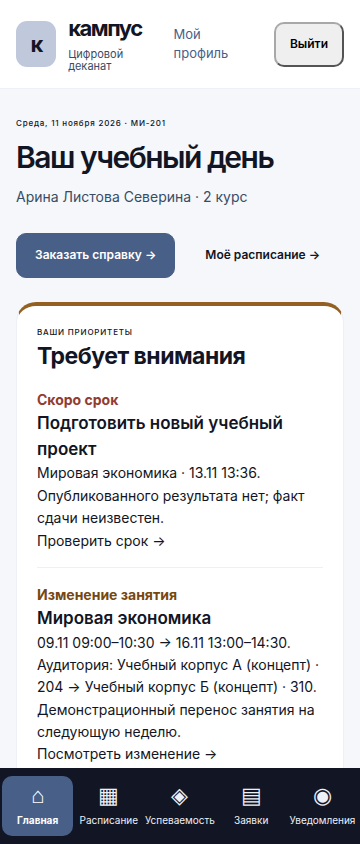 к
кампус
Цифровой
деканат
Мой
профиль
Выйти
Среда, 11 ноября 2026 · МИ-201
Ваш учебный день
Арина Листова Северина · 2 курс
Заказать справку →
Моё расписание →
ВАШИ ПРИОРИТЕТЫ
Требует внимания
Скоро срок
Подготовить новый учебный
проект
Мировая экономика · 13.11 13:36.
Опубликованного результата нет; факт
сдачи неизвестен.
Проверить срок →
Изменение занятия
Мировая экономика
09.11 09:00–10:30 → 16.11 13:00–14:30.
Аудитория: Учебный корпус А (концепт) ·
204 → Учебный корпус Б (концепт) · 310.
Демонстрационный перенос занятия на
следующую неделю.
Посмотреть изменение →
Главная
Расписание
Успеваемость
Заявки
Уведомления